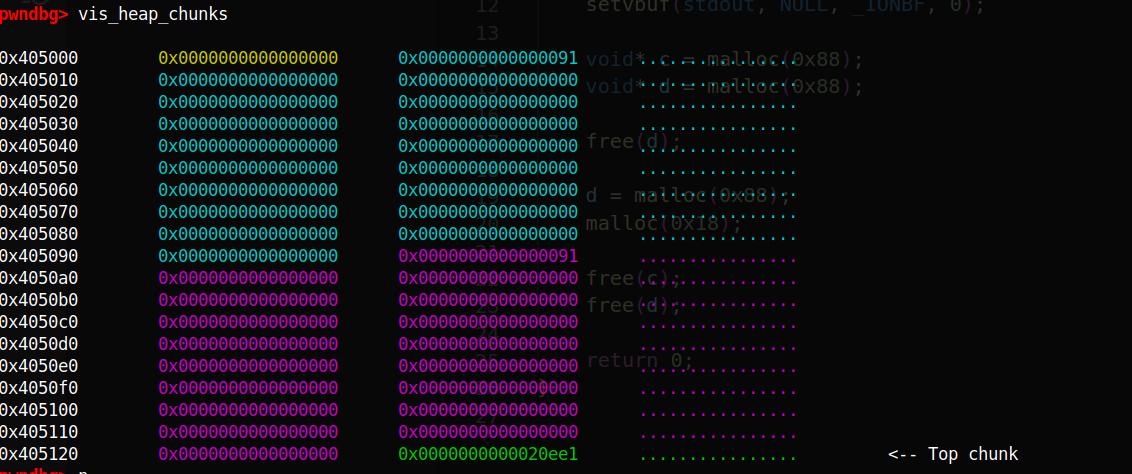 pwndbg> vis_heap_chunks
0x405000 0x0000000000000000 0x0000000000000091 ................
0x405010 0x0000000000000000 0x0000000000000000 ................
0x405020 0x0000000000000000 0x0000000000000000 ................
0x405030 0x0000000000000000 0x0000000000000000 ................
0x405040 0x0000000000000000 0x0000000000000000 ................
0x405050 0x0000000000000000 0x0000000000000000 ................
0x405060 0x0000000000000000 0x0000000000000000 ................
0x405070 0x0000000000000000 0x0000000000000000 ................
0x405080 0x0000000000000000 0x0000000000000000 ................
0x405090 0x0000000000000000 0x0000000000000091 ................
0x4050a0 0x0000000000000000 0x0000000000000000 ................
0x4050b0 0x0000000000000000 0x0000000000000000 ................
0x4050c0 0x0000000000000000 0x0000000000000000 ................
0x4050d0 0x0000000000000000 0x0000000000000000 ................
0x4050e0 0x0000000000000000 0x0000000000000000 ................
0x4050f0 0x0000000000000000 0x0000000000000000 ................
0x405100 0x0000000000000000 0x0000000000000000 ................
0x405110 0x0000000000000000 0x0000000000000000 ................
0x405120 0x0000000000000000 0x0000000000020ee1 ................ <-- Top chunk
12 setvbuf(stdout, NULL, _IONBF, 0);
13
void* c = malloc(0x88);
void* d = malloc(0x88);
free(d);
d = malloc(0x88);
malloc(0x18);
free(c);
free(d);
return 0;
}